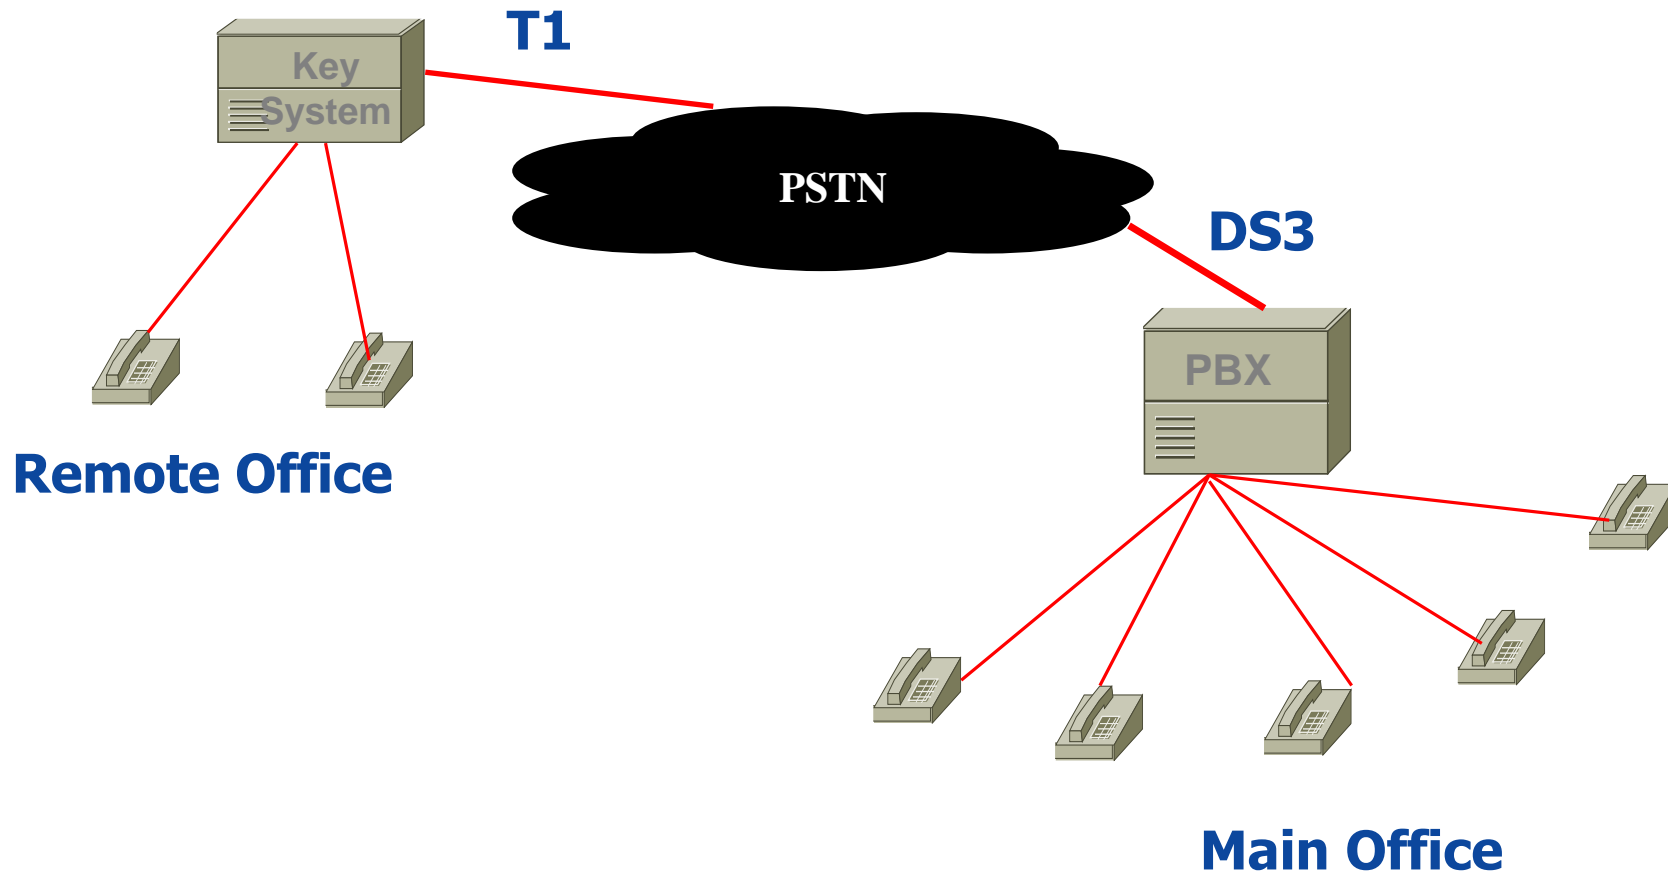 T1
Key
System
PSTN
DS3
PBX
Remote Office
Main Office